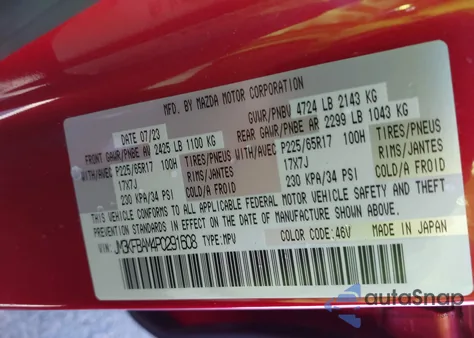 MFD. BY MAZDA MOTOR CORPORATION
DATE 07/23
GVWR/PNBV 4724 LB 2143 KG
FRONT GAWR/PNBE AV 2425 LB 1100 KG
REAR GAWR/PNBE AR 2299 LB 1043 KG
WITH/AVEC P225/65R17 100H TIRES/PNEUS
17X7J RIMS/JANTES
230 KPA/34 PSI COLD/A FROID
WITH/AVEC P225/65R17 100H TIRES/PNEUS
17X7J RIMS/JANTES
230 KPA/34 PSI COLD/A FROID
THIS VEHICLE CONFORMS TO ALL APPLICABLE FEDERAL MOTOR VEHICLE SAFETY AND THEFT
PREVENTION STANDARDS IN EFFECT ON THE DATE OF MANUFACTURE SHOWN ABOVE.
VIN: JM3KFBAM4P0291608 TYPE:MPV COLOR CODE:46V MADE IN JAPAN
autoSnap